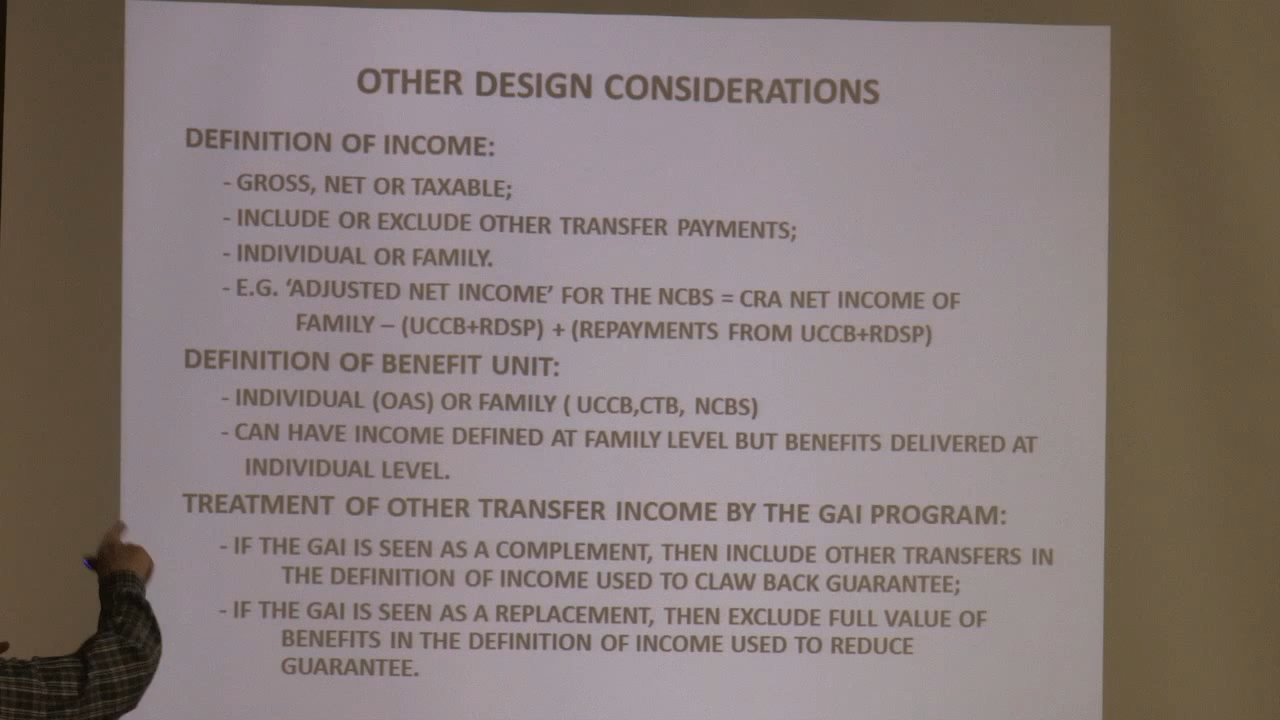 OTHER DESIGN CONSIDERATIONS
DEFINITION OF INCOME:
- GROSS, NET OR TAXABLE;
- INCLUDE OR EXCLUDE OTHER TRANSFER PAYMENTS;
- INDIVIDUAL OR FAMILY.
- E.G. ‘ADJUSTED NET INCOME’ FOR THE NCBS = CRA NET INCOME OF
FAMILY – (UCCB+RDSP) + (REPAYMENTS FROM UCCB+RDSP)
DEFINITION OF BENEFIT UNIT:
- INDIVIDUAL (OAS) OR FAMILY ( UCCB,CTB, NCBS)
- CAN HAVE INCOME DEFINED AT FAMILY LEVEL BUT BENEFITS DELIVERED AT
INDIVIDUAL LEVEL.
TREATMENT OF OTHER TRANSFER INCOME BY THE GAI PROGRAM:
- IF THE GAI IS SEEN AS A COMPLEMENT, THEN INCLUDE OTHER TRANSFERS IN
THE DEFINITION OF INCOME USED TO CLAW BACK GUARANTEE;
- IF THE GAI IS SEEN AS A REPLACEMENT, THEN EXCLUDE FULL VALUE OF
BENEFITS IN THE DEFINITION OF INCOME USED TO REDUCE
GUARANTEE.